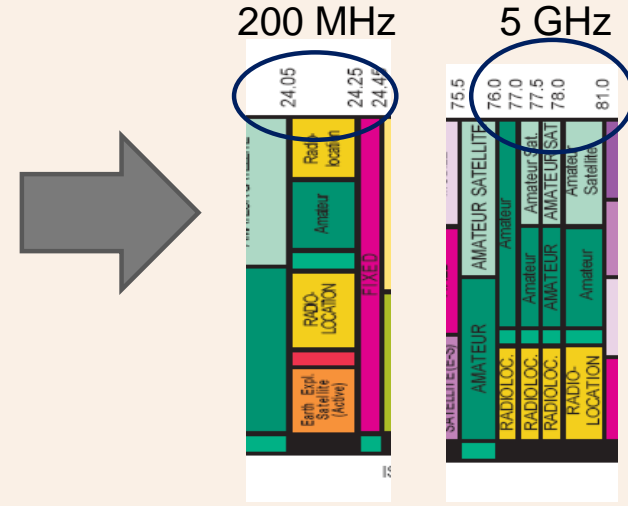 200 MHz
5 GHz
24.05
24.25
24.45
75.5
76.0
77.0
77.5
78.0
81.0
Radio-
location
Amateur
RADIO-
LOCATION
Earth Expl.
Satellite
(Active)
FIXED
SATELLITE (E-S)
AMATEUR SATELLITE
AMATEUR
Amateur
RADIOLOC.
Amateur Sat.
Amateur
RADIOLOC.
AMATEUR SAT
AMATEUR
RADIOLOC.
Amateur
Satellite
Amateur
RADIO-
LOCATION